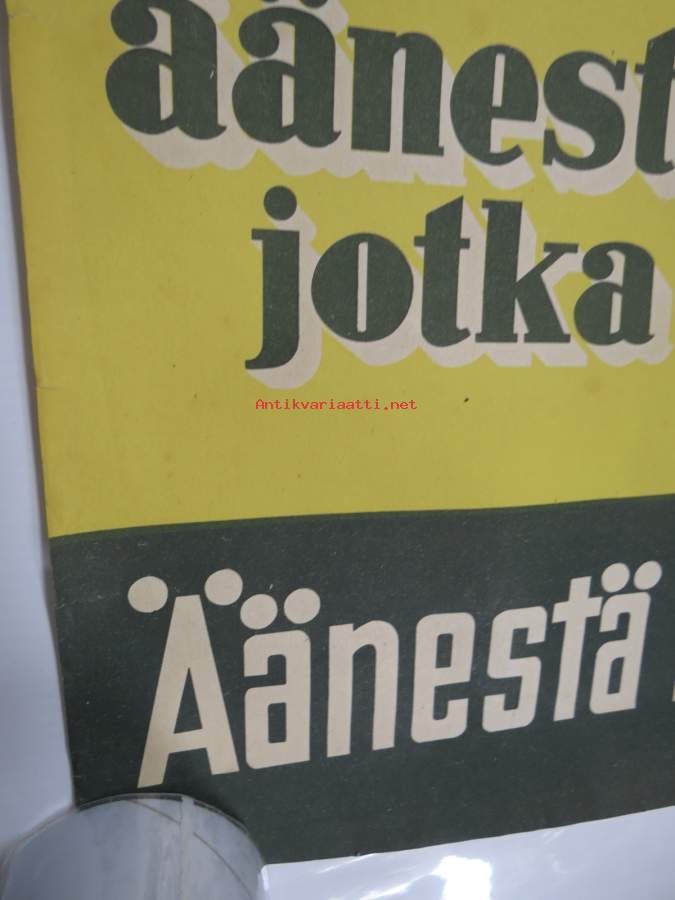 äänest
jotka
Antikvariaatti.net
Äänestä